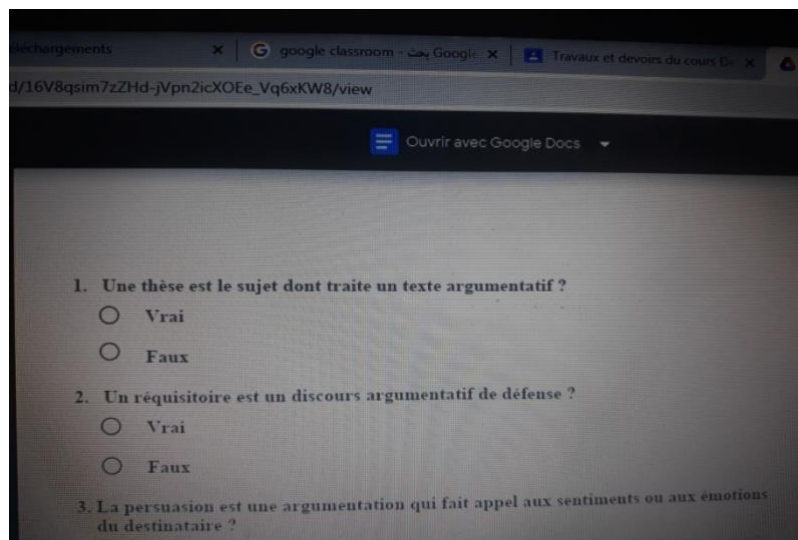 léchargements
google classroom - بحث Google
Travaux et devoirs du cours D
d/16V8qsim7zZHd-jVpn2icXOEe_Vq6xKW8/view
Ouvrir avec Google Docs
1. Une thèse est le sujet dont traite un texte argumentatif ?
Vrai
Faux
2. Un réquisitoire est un discours argumentatif de défense ?
Vrai
Faux
3. La persuasion est une argumentation qui fait appel aux sentiments ou aux émotions
du destinataire ?